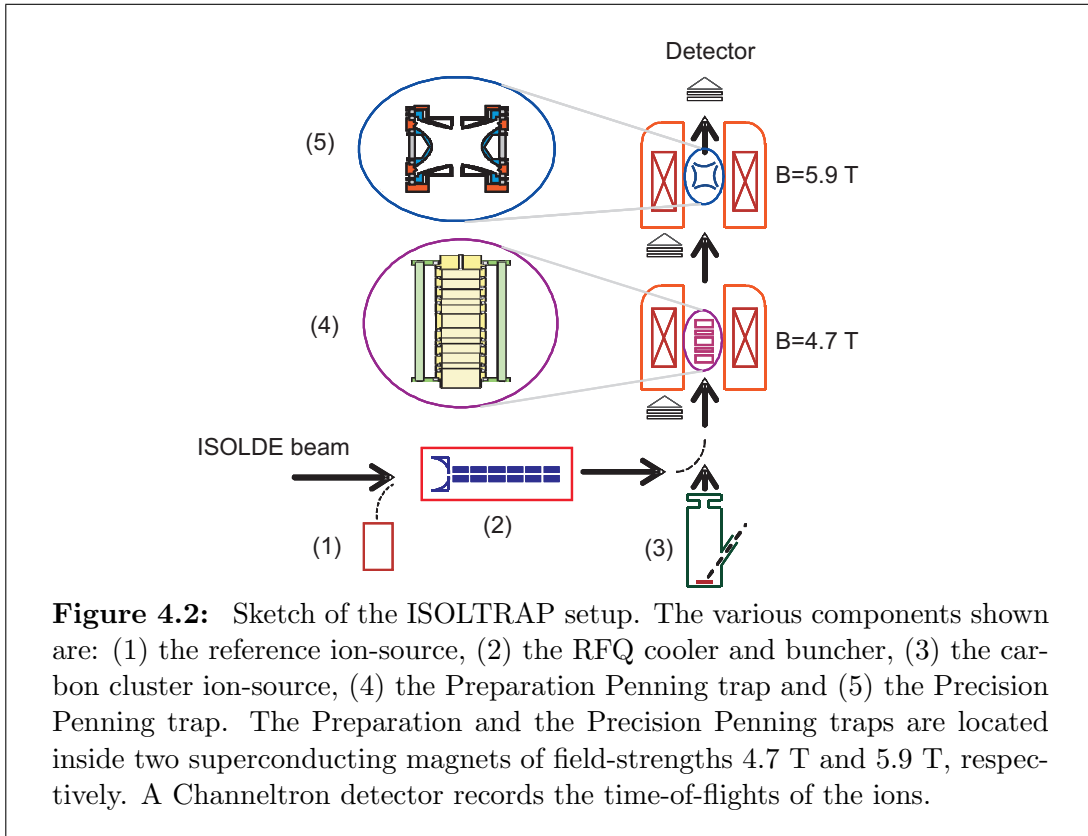 Detector
(5)
B=5.9 T
(4)
B=4.7 T
ISOLDE beam
(2)
(1)
(3)
Figure 4.2: Sketch of the ISOLTRAP setup. The various components shown
are: (1) the reference ion-source, (2) the RFQ cooler and buncher, (3) the car-
bon cluster ion-source, (4) the Preparation Penning trap and (5) the Precision
Penning trap. The Preparation and the Precision Penning traps are located
inside two superconducting magnets of field-strengths 4.7 T and 5.9 T, respec-
tively. A Channeltron detector records the time-of-flights of the ions.